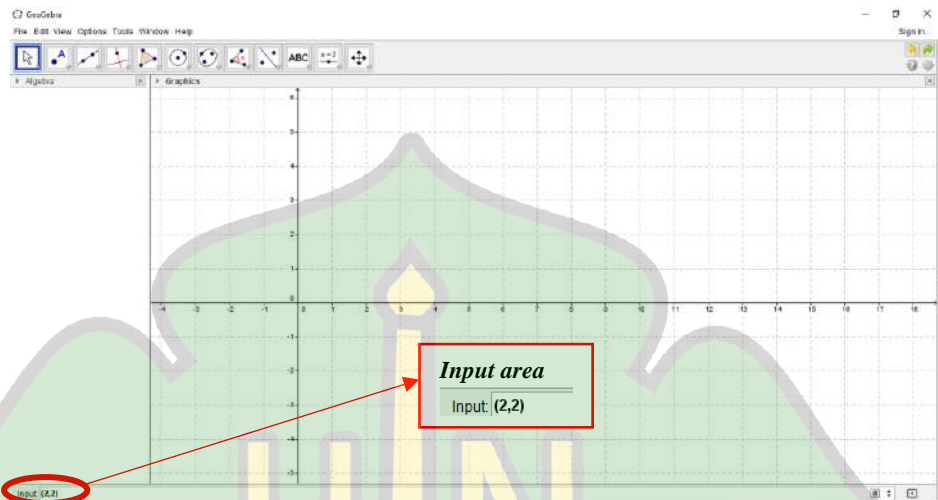 GeoGebra
File Edit View Options Tools Window Help
Sign in...
ABC
a=2
Algebra
Graphics
6
5
4
3
2
1
0
-4 -3 -2 -1 0 1 2 3 4 5 6 7 8 9 10 11 12 13 14 15 16 17 18
-1
-2
-3
-4
-5
Input area
Input: (2,2)
Input: (2,2)
UIN